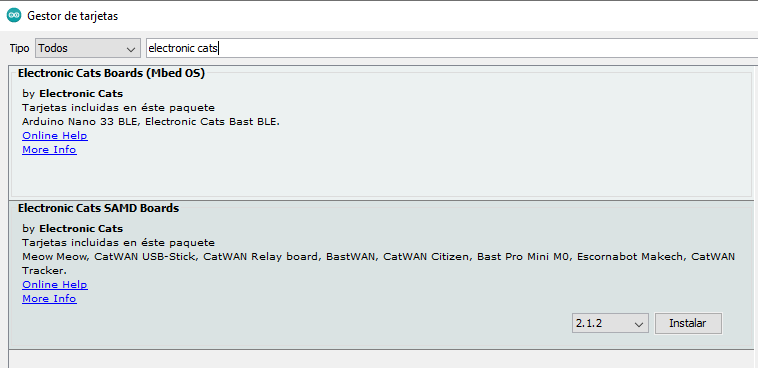 Gestor de tarjetas
Tipo Todos electronic cats
Electronic Cats Boards (Mbed OS)
by Electronic Cats
Tarjetas incluidas en éste paquete
Arduino Nano 33 BLE, Electronic Cats Bast BLE.
Online Help
More Info
Electronic Cats SAMD Boards
by Electronic Cats
Tarjetas incluidas en éste paquete
Meow Meow, CatWAN USB-Stick, CatWAN Relay board, BastWAN, CatWAN Citizen, Bast Pro Mini M0, Escornabot Makech, CatWAN
Tracker.
Online Help
More Info
2.1.2 Instalar